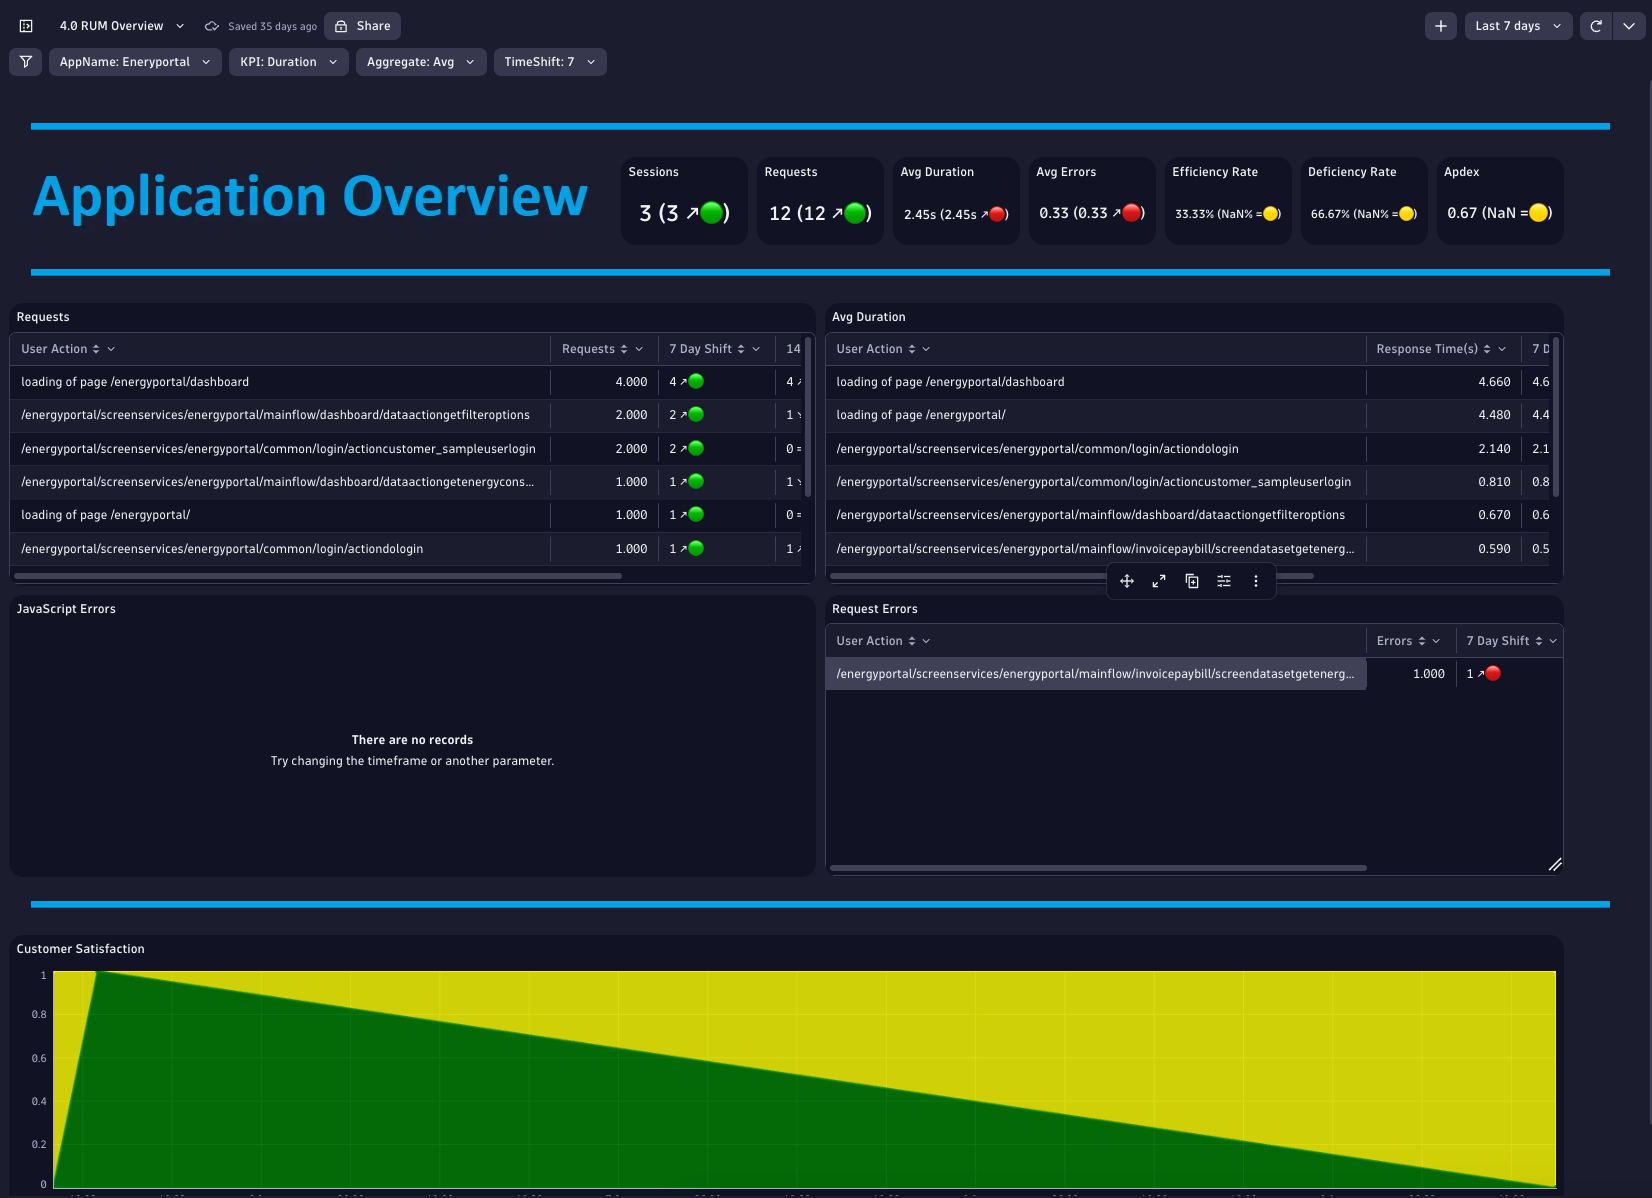 4.0 RUM Overview
Saved 35 days ago
Share
Last 7 days
AppName: Eneryportal
KPI: Duration
Aggregate: Avg
TimeShift: 7
Application Overview
Sessions
3 (3 ↗🟢)
Requests
12 (12 ↗🟢)
Avg Duration
2.45s (2.45s ↗🔴)
Avg Errors
0.33 (0.33 ↗🔴)
Efficiency Rate
33.33% (NaN% =🟡)
Deficiency Rate
66.67% (NaN% =🟡)
Apdex
0.67 (NaN =🟡)
Requests
User Action Requests 7 Day Shift 14
loading of page /energyportal/dashboard 4.000 4 ↗🟢 4
/energyportal/screenservices/energyportal/mainflow/dashboard/dataactiongetfilteroptions 2.000 2 ↗🟢 1
/energyportal/screenservices/energyportal/common/login/actioncustomer_sampleuserlogin 2.000 2 ↗🟢 0 =
/energyportal/screenservices/energyportal/mainflow/dashboard/dataactiongetenergycons... 1.000 1 ↗🟢 1
loading of page /energyportal/ 1.000 1 ↗🟢 0 =
/energyportal/screenservices/energyportal/common/login/actiondologin 1.000 1 ↗🟢 1
Avg Duration
User Action Response Time(s) 7 D
loading of page /energyportal/dashboard 4.660 4.6
loading of page /energyportal/ 4.480 4.4
/energyportal/screenservices/energyportal/common/login/actiondologin 2.140 2.1
/energyportal/screenservices/energyportal/common/login/actioncustomer_sampleuserlogin 0.810 0.8
/energyportal/screenservices/energyportal/mainflow/dashboard/dataactiongetfilteroptions 0.670 0.6
/energyportal/screenservices/energyportal/mainflow/invoicepaybill/screendatasetgetenerg... 0.590 0.5
JavaScript Errors
There are no records
Try changing the timeframe or another parameter.
Request Errors
User Action Errors 7 Day Shift
/energyportal/screenservices/energyportal/mainflow/invoicepaybill/screendatasetgetenerg... 1.000 1 ↗🔴
Customer Satisfaction
1
0.8
0.6
0.4
0.2
0